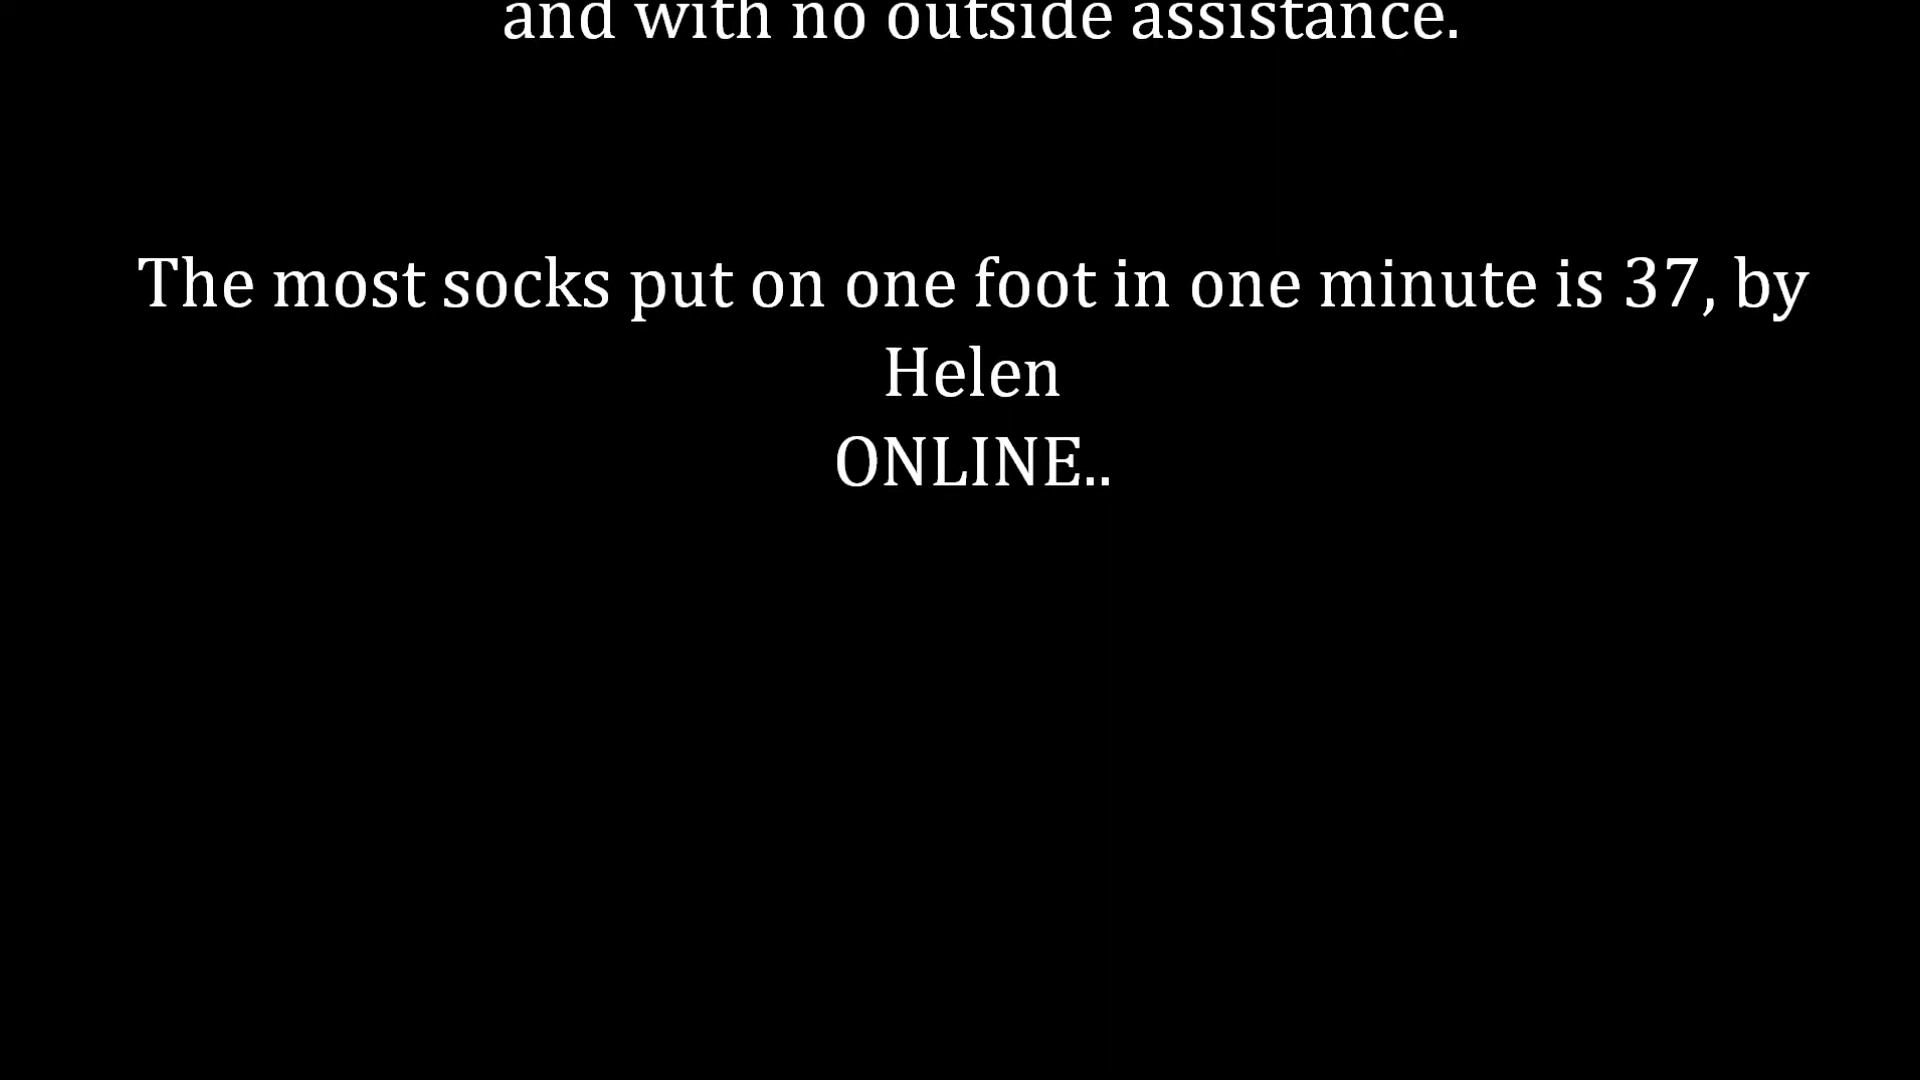 and with no outside assistance.
The most socks put on one foot in one minute is 37, by
Helen
ONLINE..